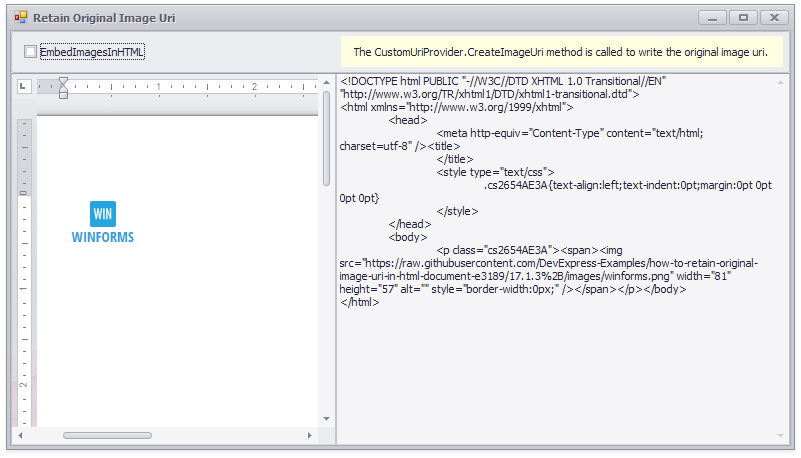 Retain Original Image Uri
EmbedImagesInHTML
The CustomUriProvider.CreateImageUri method is called to write the original image uri.
L
1
2
<!DOCTYPE html PUBLIC "-//W3C//DTD XHTML 1.0 Transitional//EN"
"http://www.w3.org/TR/xhtml1/DTD/xhtml1-transitional.dtd">
<html xmlns="http://www.w3.org/1999/xhtml">
<head>
<meta http-equiv="Content-Type" content="text/html;
charset=utf-8" /><title>
</title>
<style type="text/css">
.cs2654AE3A{text-align:left;text-indent:0pt;margin:0pt 0pt
0pt 0pt}
</style>
</head>
<body>
<p class="cs2654AE3A"><span><img
src="https://raw.githubusercontent.com/DevExpress-Examples/how-to-retain-original-
image-uri-in-html-document-e3189/17.1.3%2B/images/winforms.png" width="81"
height="57" alt="" style="border-width:0px;" /></span></p></body>
</html>
0
WIN
WINFORMS
1
2